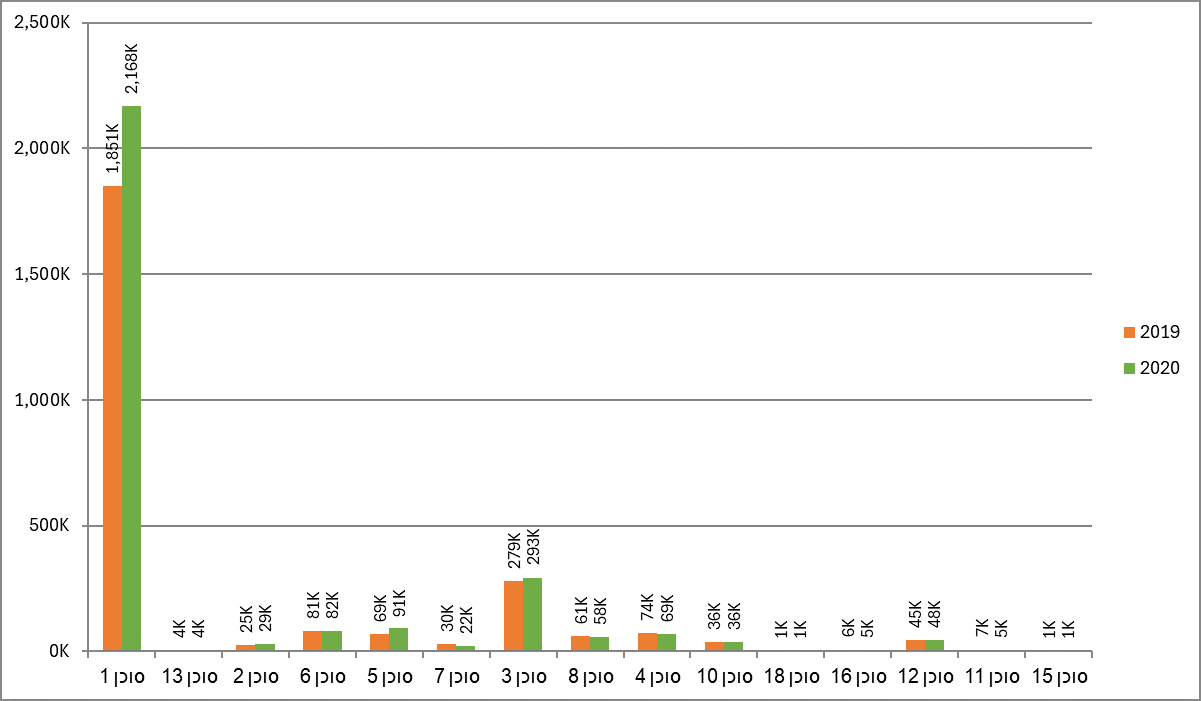 2,500K
2,000K
1,500K
1,000K
500K
0K
1,851K
2,168K
4K
4K
25K
29K
81K
82K
69K
91K
30K
22K
279K
293K
61K
58K
74K
69K
36K
36K
1K
1K
6K
5K
45K
48K
7K
5K
1K
1K
סוכן 1
סוכן 13
סוכן 2
סוכן 6
סוכן 5
סוכן 7
סוכן 3
סוכן 8
סוכן 4
סוכן 10
סוכן 18
סוכן 16
סוכן 12
סוכן 11
סוכן 15
2019
2020